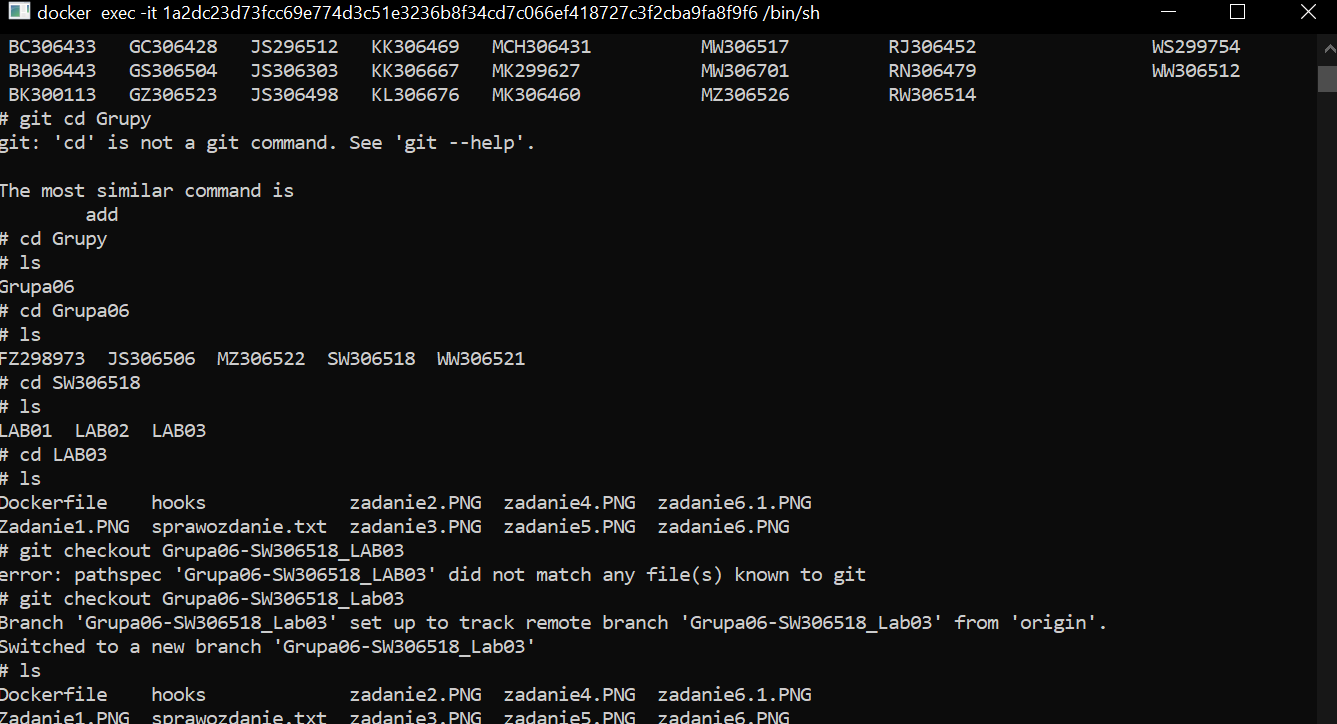 docker  exec -it 1a2dc23d73fcc69e774d3c51e3236b8f34cd7c066ef418727c3f2cba9fa8f9f6 /bin/sh
BC306433   GC306428   JS296512   KK306469   MCH306431          MW306517         RJ306452                WS299754
BH306443   GS306504   JS306303   KK306667   MK299627           MW306701         RN306479                WW306512
BK300113   GZ306523   JS306498   KL306676   MK306460           MZ306526         RW306514
# git cd Grupy
git: 'cd' is not a git command. See 'git --help'.
The most similar command is
        add
# cd Grupy
# ls
Grupa06
# cd Grupa06
# ls
FZ298973  JS306506  MZ306522  SW306518  WW306521
# cd SW306518
# ls
LAB01  LAB02  LAB03
# cd LAB03
# ls
Dockerfile    hooks             zadanie2.PNG  zadanie4.PNG  zadanie6.1.PNG
Zadanie1.PNG  sprawozdanie.txt  zadanie3.PNG  zadanie5.PNG  zadanie6.PNG
# git checkout Grupa06-SW306518_LAB03
error: pathspec 'Grupa06-SW306518_LAB03' did not match any file(s) known to git
# git checkout Grupa06-SW306518_Lab03
Branch 'Grupa06-SW306518_Lab03' set up to track remote branch 'Grupa06-SW306518_Lab03' from 'origin'.
Switched to a new branch 'Grupa06-SW306518_Lab03'
# ls
Dockerfile    hooks             zadanie2.PNG  zadanie4.PNG  zadanie6.1.PNG
Zadanie1.PNG  sprawozdanie.txt  zadanie3.PNG  zadanie5.PNG  zadanie6.PNG